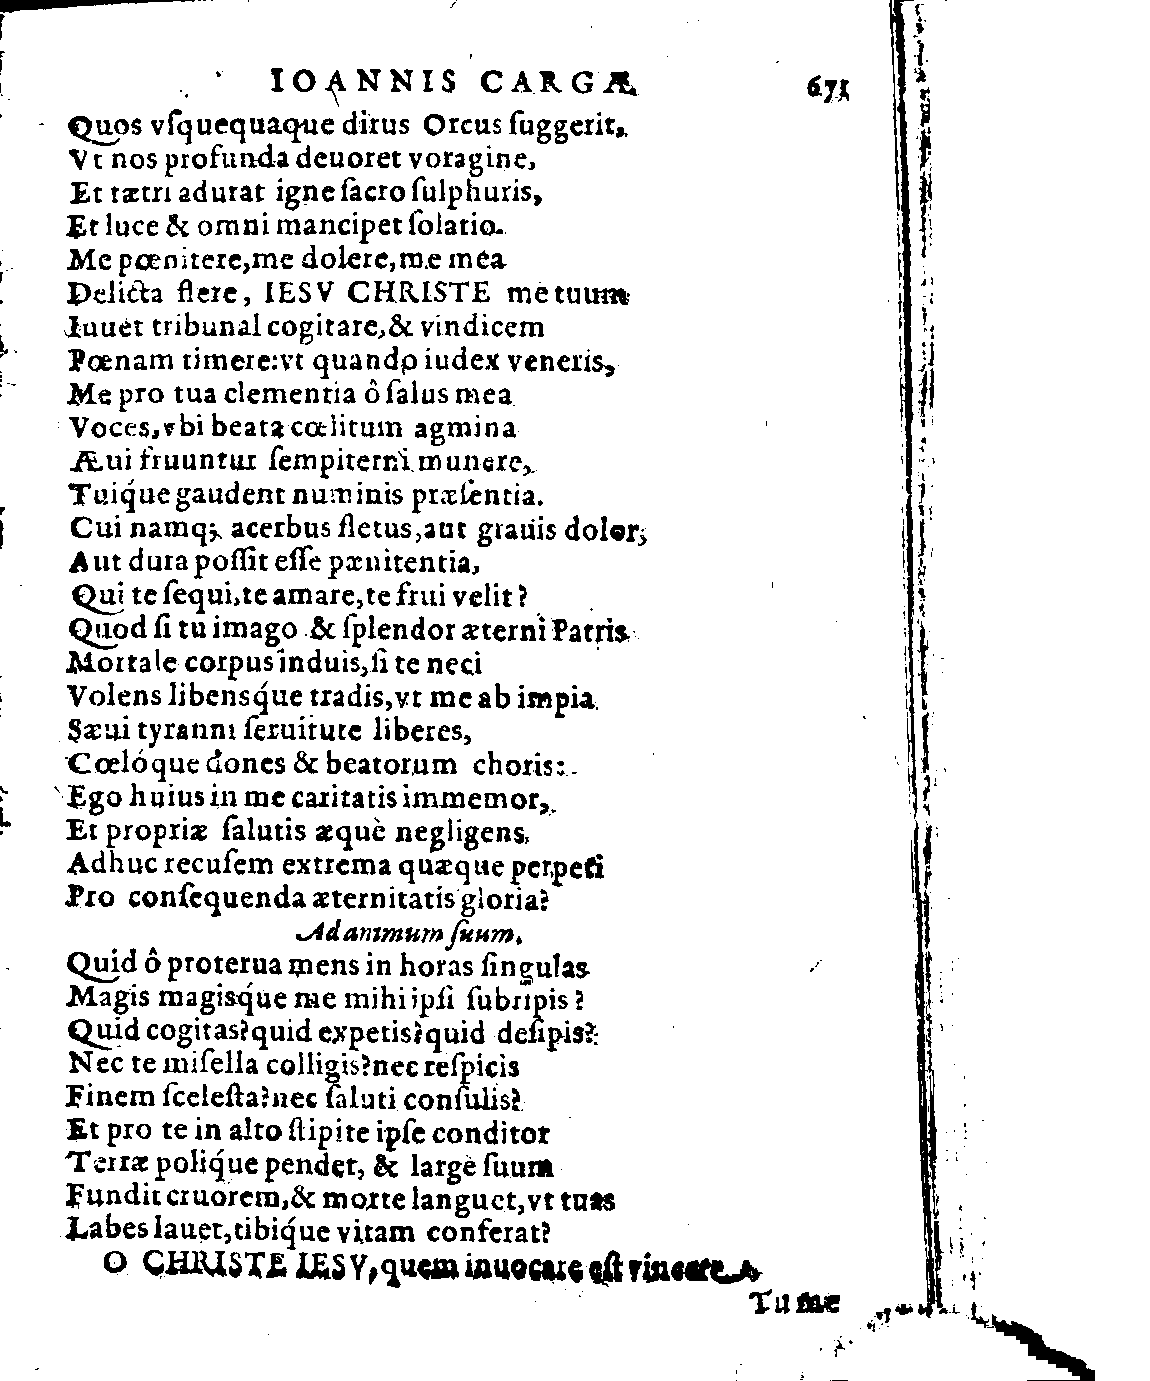 IOANNIS CARGÆ. 671
Quos vſquequaque dirus Orcus ſuggerit,
Vt nos profunda deuoret voragine,
Et tætri adurat igne ſacro ſulphuris,
Et luce & omni mancipet ſolatio.
Me pœnitere, me dolere, me mea
Delicta flere, IESV CHRISTE me tuum
Iuuet tribunal cogitare, & vindicem
Pœnam timere: vt quando iudex veneris,
Me pro tua clementia ô ſalus mea
Voces, vbi beata cœlitum agmina
Æui fruuntur ſempiterni munere,
Tuiq́ue gaudent numinis præſentia.
Cui namq; acerbus fletus, aut grauis dolor,
Aut dura poſſit eſſe pænitentia,
Qui te ſequi, te amare, te frui velit?
Quod ſi tu imago & ſplendor æterni Patris
Mortale corpus induis, ſi te neci
Volens libensq́ue tradis, vt me ab impia
Sæui tyranni ſeruitute liberes,
Cœlóque dones & beatorum choris:
Ego huius in me caritatis immemor,
Et propriæ ſalutis æquè negligens,
Adhuc recuſem extrema quæque perpeti
Pro conſequenda æternitatis gloria?
Ad animum ſuum.
Quid ô proterua mens in horas ſingulas
Magis magisq́ue me mihi ipſi ſubripis?
Quid cogitas? quid expetis? quid deſipis?
Nec te miſella colligis? nec reſpicis
Finem ſceleſta? nec ſaluti conſulis?
Et pro te in alto ſtipite ipſe conditor
Terræ poliq́ue pendet, & largè ſuum
Fundit cruorem, & morte languet, vt tuas
Labes lauet, tibiq́ue vitam conferat?
O CHRISTE IESV, quem inuocare eſt vincere
Tu me